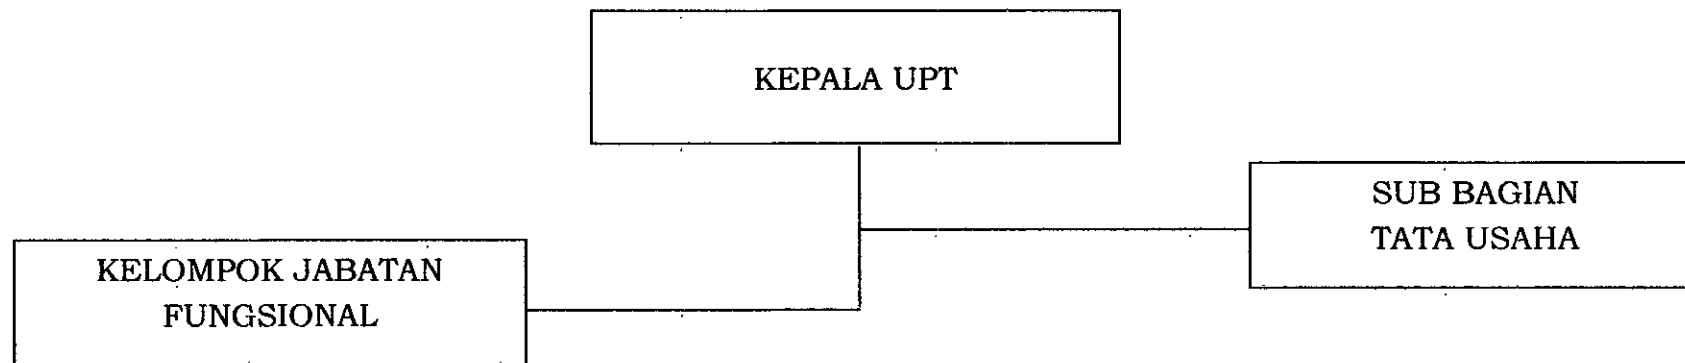 KEPALA UPT
SUB BAGIAN
TATA USAHA
KELOMPOK JABATAN
FUNGSIONAL